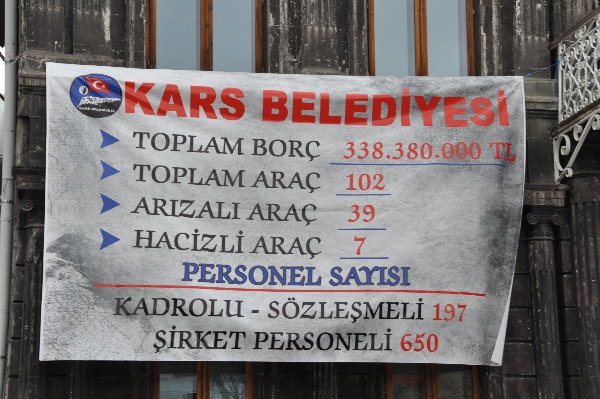 KARS BELEDİYESİ
TOPLAM BORÇ 338.380.000 TL
TOPLAM ARAÇ 102
ARIZALI ARAÇ 39
HACİZLİ ARAÇ 7
PERSONEL SAYISI
KADROLU - SÖZLEŞMELİ 197
ŞİRKET PERSONELİ 650